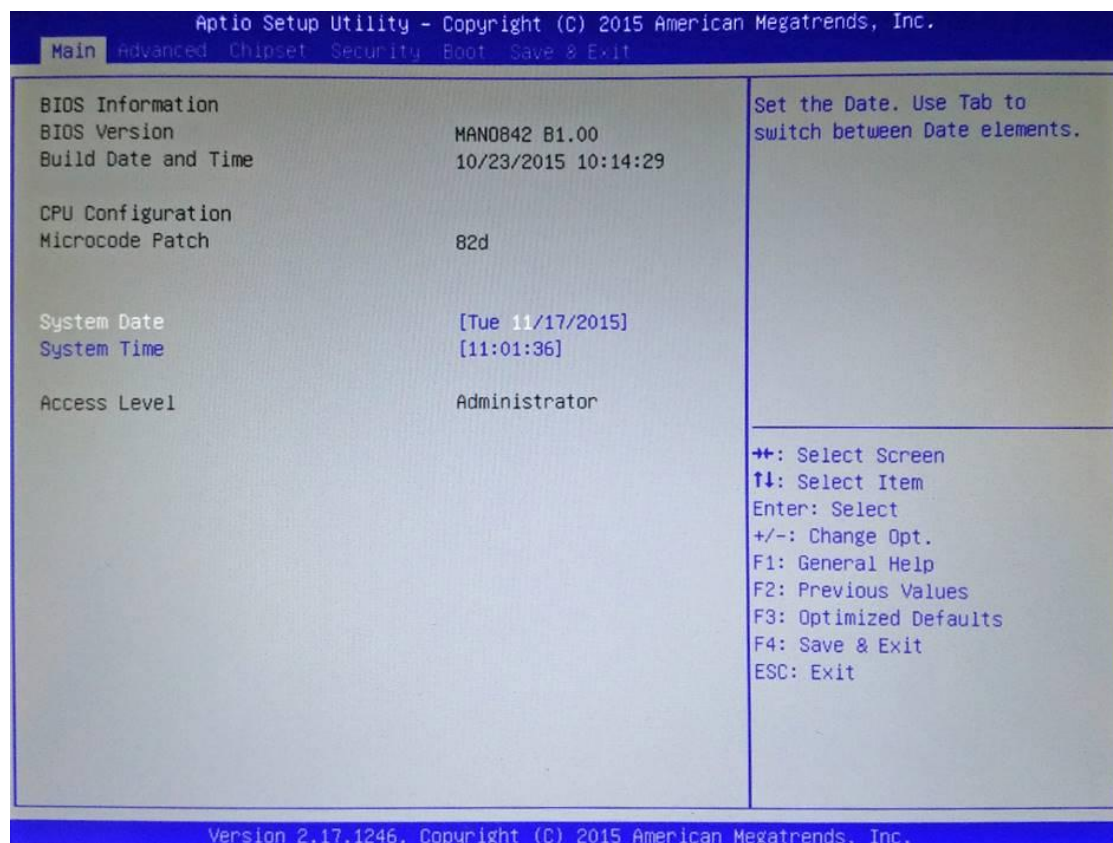 Aptio Setup Utility – Copyright (C) 2015 American Megatrends, Inc.
Main Advanced Chipset Security Boot Save & Exit
BIOS Information
BIOS Version MANO842 B1.00
Build Date and Time 10/23/2015 10:14:29
CPU Configuration
Microcode Patch 82d
System Date [Tue 11/17/2015]
System Time [11:01:36]
Access Level Administrator
Set the Date. Use Tab to
switch between Date elements.
→←: Select Screen
↑↓: Select Item
Enter: Select
+/-: Change Opt.
F1: General Help
F2: Previous Values
F3: Optimized Defaults
F4: Save & Exit
ESC: Exit
Version 2.17.1246. Copyright (C) 2015 American Megatrends, Inc.